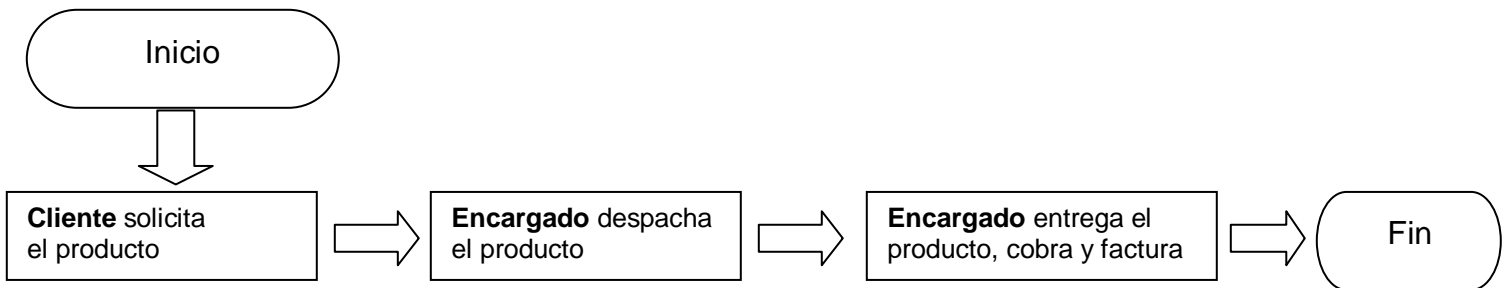 Inicio
Cliente solicita
el producto
Encargado despacha
el producto
Encargado entrega el
producto, cobra y factura
Fin